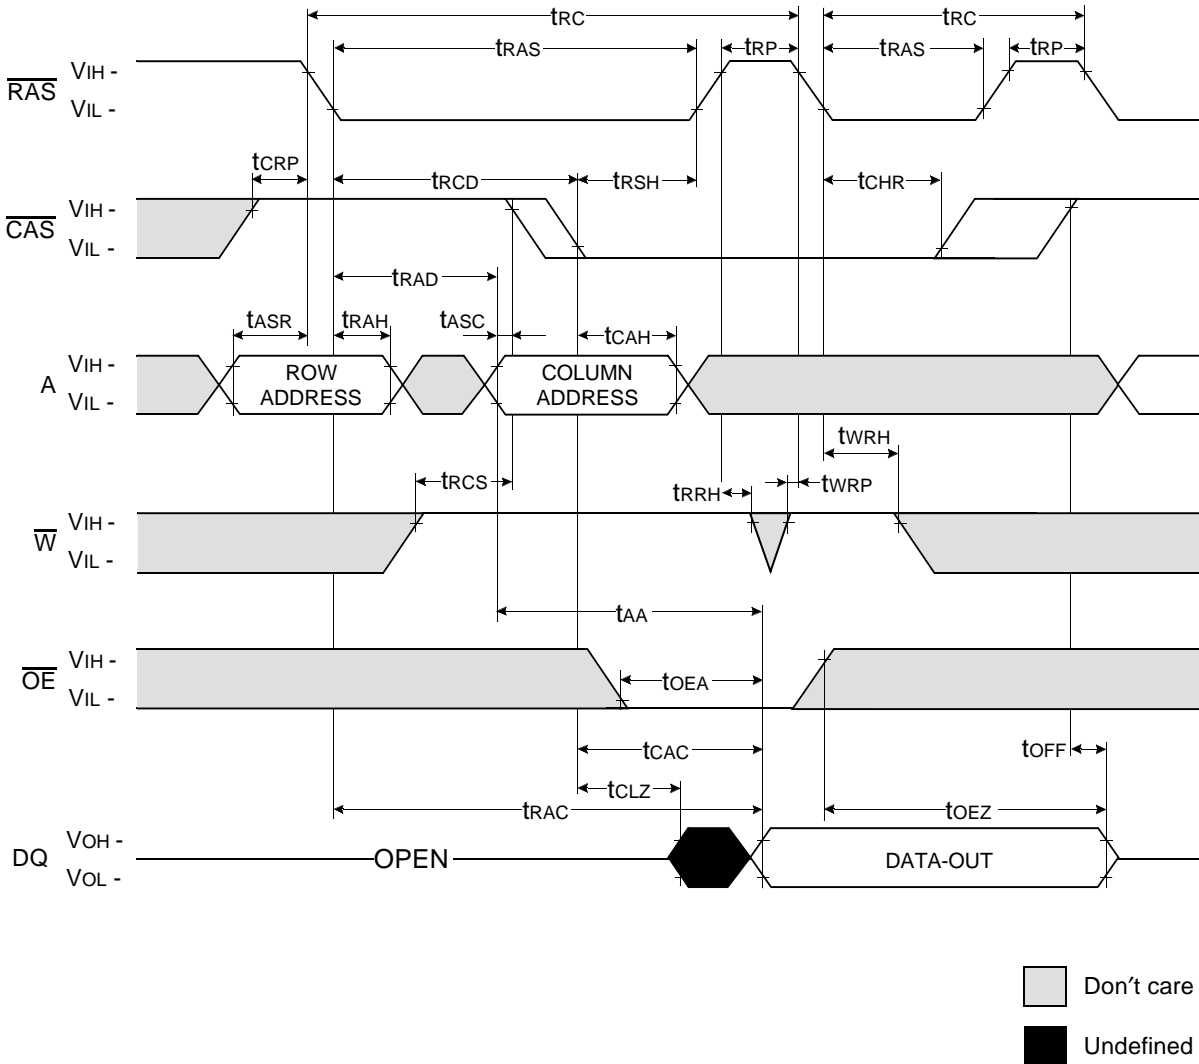 tRC tRC
tRAS tRP tRAS tRP
RAS VIH -
VIL -
tCRP tRCD tRSH tCHR
CAS VIH -
VIL -
tRAD
tASR tRAH tASC tCAH
A VIH -
VIL -
ROW
ADDRESS
COLUMN
ADDRESS
tWRH
tRCS tRRH tWRP
W VIH -
VIL -
tAA
OE VIH -
VIL -
tOEA
tCAC tOFF
tCLZ
tRAC tOEZ
DQ VOH -
VOL -
OPEN DATA-OUT
Don′t care
Undefined